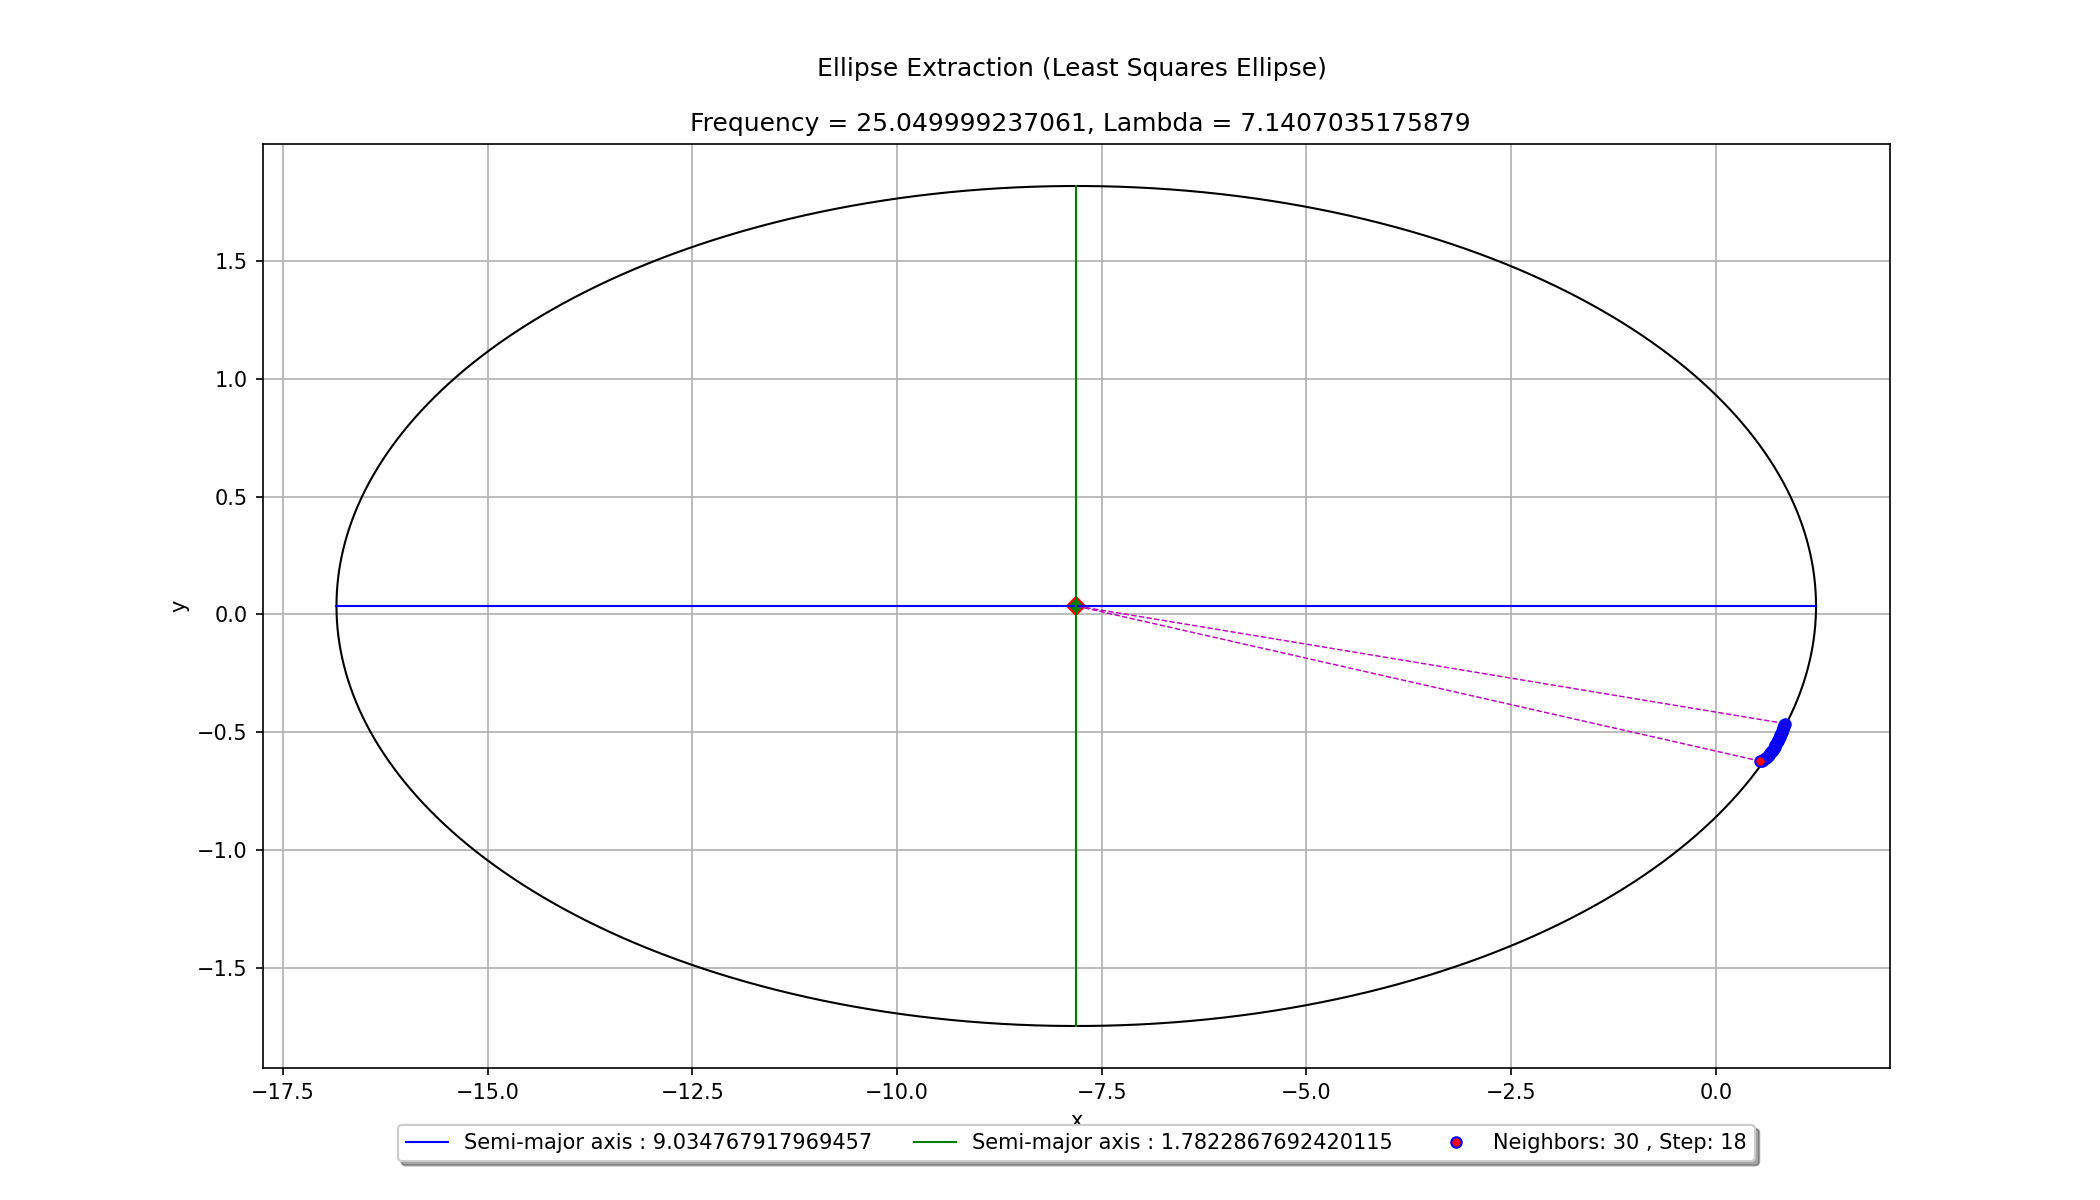 Ellipse Extraction (Least Squares Ellipse)
Frequency = 25.049999237061, Lambda = 7.1407035175879
1.5
1.0
0.5
0.0
−0.5
−1.0
−1.5
y
−17.5 −15.0 −12.5 −10.0 −7.5 −5.0 −2.5 0.0
x
Semi-major axis : 9.034767917969457 Semi-major axis : 1.7822867692420115 Neighbors: 30 , Step: 18